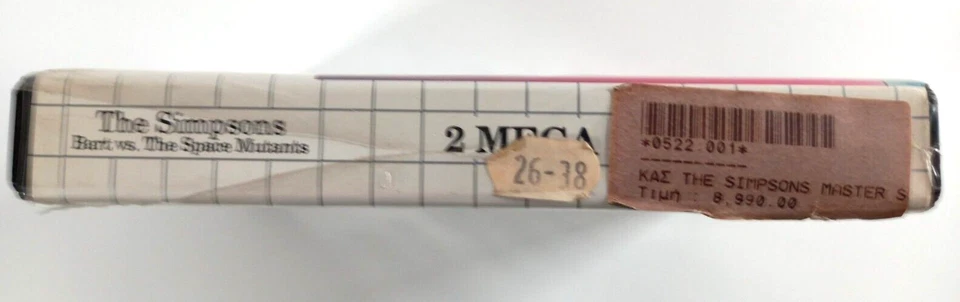 The Simpsons
Bart vs. The Space Mutants
2 MEGA
26-18
*0522 001*
ΚΑΣ THE SIMPSONS MASTER S
Τιμη : 8,990.00